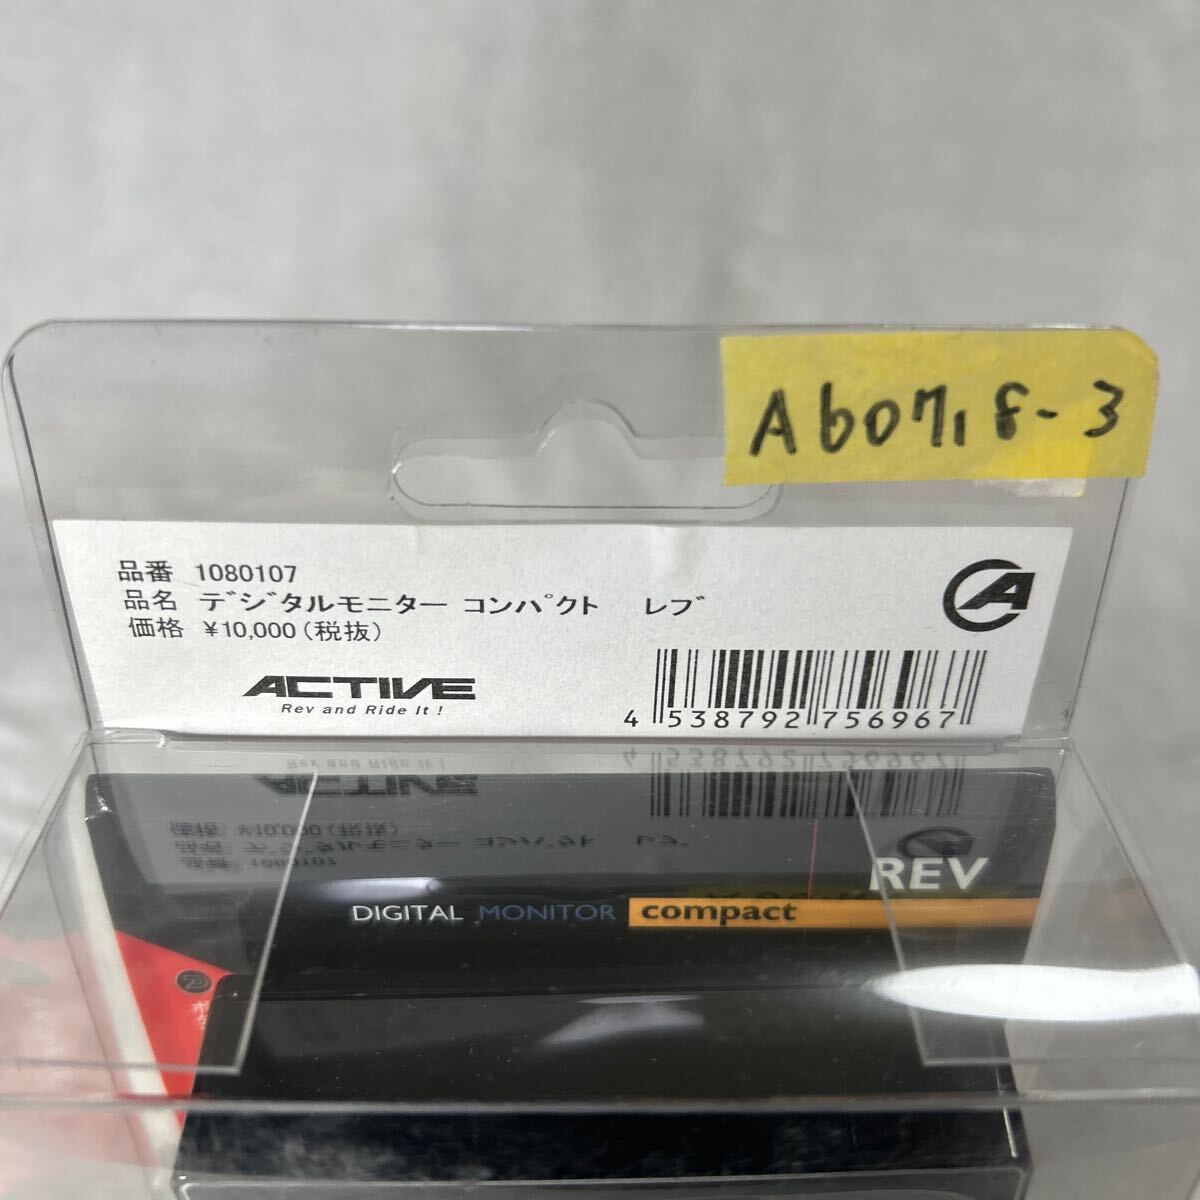 A60718-3
品番 1080107
品名 デジタルモニター コンパクト レブ
価格 ¥10,000(税抜)
ACTIVE
Rev and Ride It !
4 538792 756967
REV
DIGITAL MONITOR compact